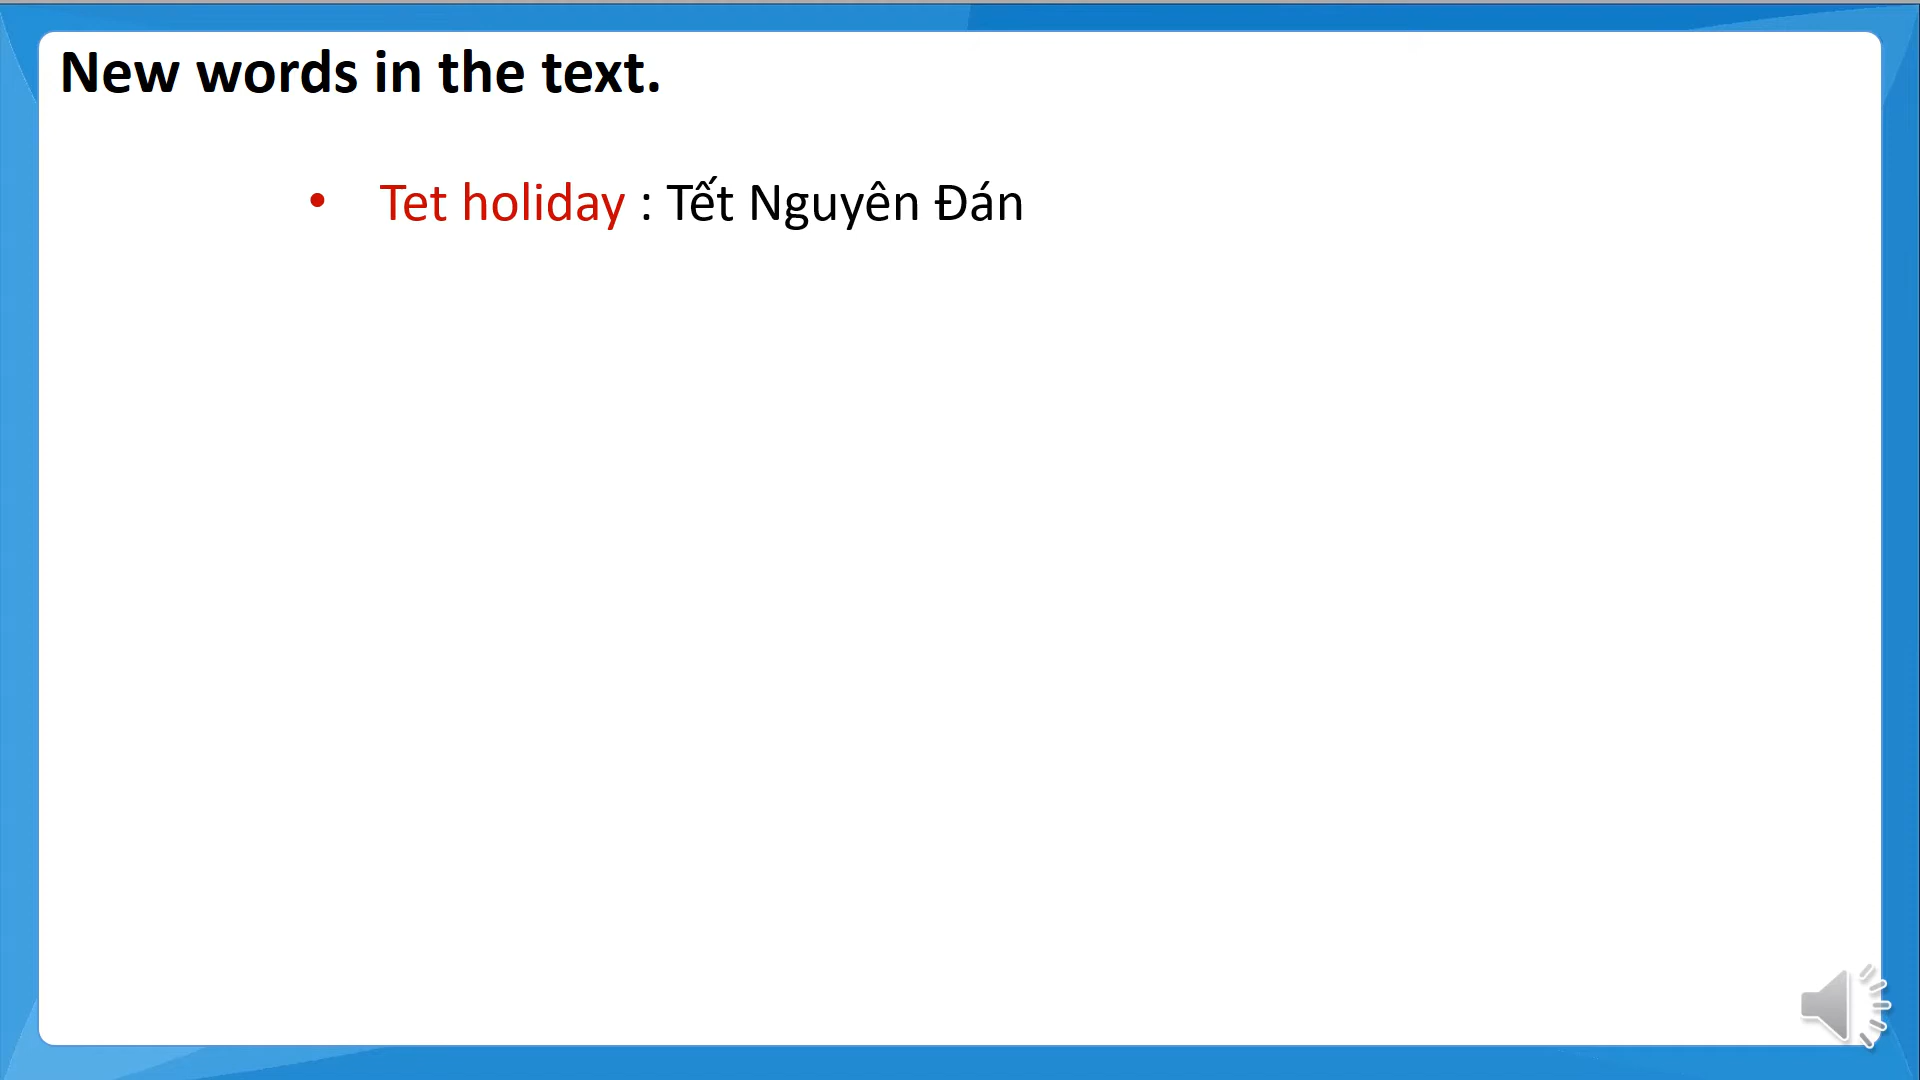 New words in the text.
• Tet holiday : Tết Nguyên Đán